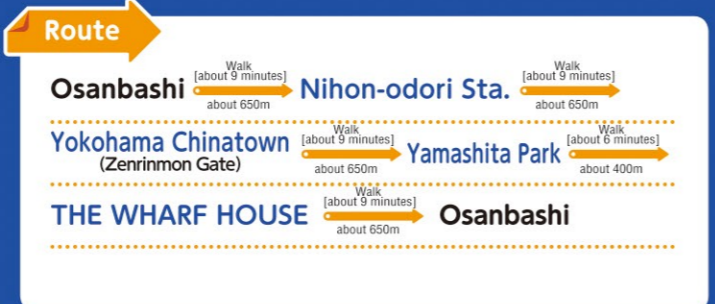 Route
Walk
[about 9 minutes]
Osanbashi
about 650m
Nihon-odori Sta.
Walk
[about 9 minutes]
about 650m
Yokohama Chinatown
(Zenrinmon Gate)
Walk
[about 9 minutes]
about 650m
Yamashita Park
Walk
[about 6 minutes]
about 400m
THE WHARF HOUSE
Walk
[about 9 minutes]
about 650m
Osanbashi